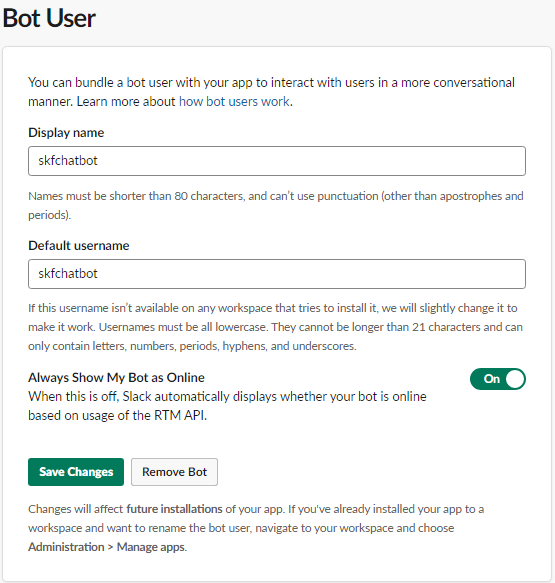 Bot User
You can bundle a bot user with your app to interact with users in a more conversational
manner. Learn more about how bot users work.
Display name
skfchatbot
Names must be shorter than 80 characters, and can't use punctuation (other than apostrophes and
periods).
Default username
skfchatbot
If this username isn't available on any workspace that tries to install it, we will slightly change it to
make it work. Usernames must be all lowercase. They cannot be longer than 21 characters and can
only contain letters, numbers, periods, hyphens, and underscores.
Always Show My Bot as Online
On
When this is off, Slack automatically displays whether your bot is online
based on usage of the RTM API.
Save Changes Remove Bot
Changes will affect future installations of your app. If you've already installed your app to a
workspace and want to rename the bot user, navigate to your workspace and choose
Administration > Manage apps.